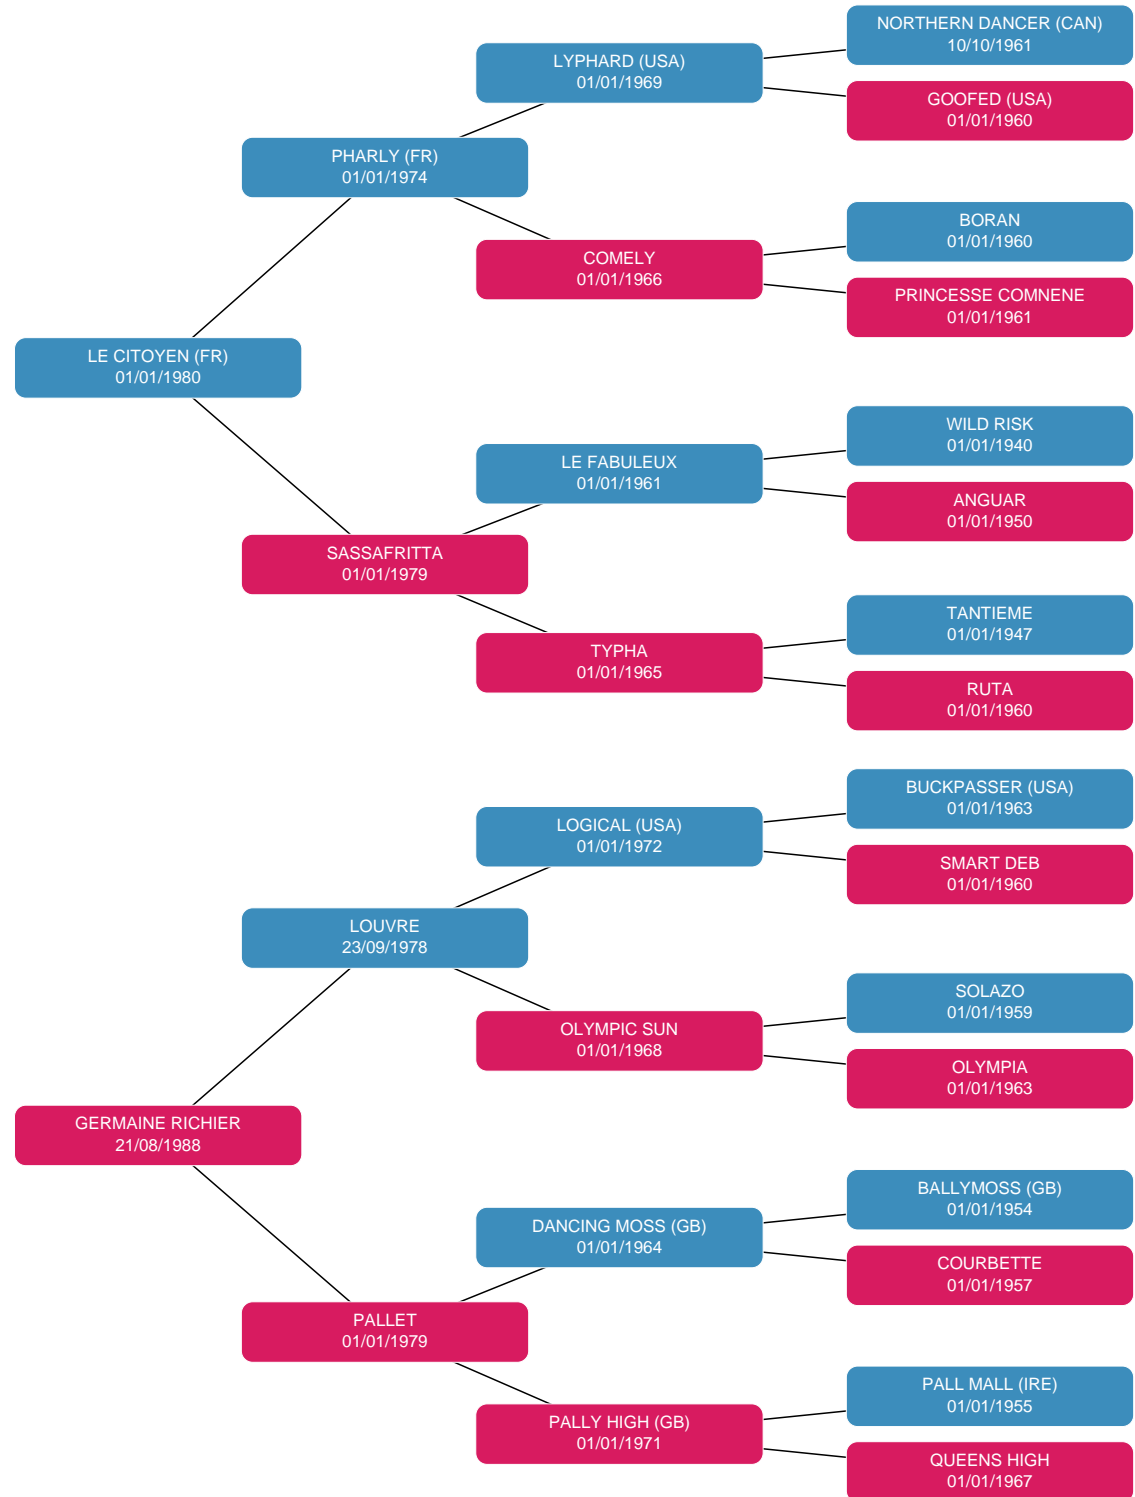 NORTHERN DANCER (CAN)
10/10/1961
LYPHARD (USA)
01/01/1969
GOOFED (USA)
01/01/1960
PHARLY (FR)
01/01/1974
BORAN
01/01/1960
COMELY
01/01/1966
PRINCESSE COMNENE
01/01/1961
LE CITOYEN (FR)
01/01/1980
WILD RISK
01/01/1940
LE FABULEUX
01/01/1961
ANGUAR
01/01/1950
SASSAFRITTA
01/01/1979
TANTIEME
01/01/1947
TYPHA
01/01/1965
RUTA
01/01/1960
BUCKPASSER (USA)
01/01/1963
LOGICAL (USA)
01/01/1972
SMART DEB
01/01/1960
LOUVRE
23/09/1978
SOLAZO
01/01/1959
OLYMPIC SUN
01/01/1968
OLYMPIA
01/01/1963
GERMAINE RICHIER
21/08/1988
BALLYMOSS (GB)
01/01/1954
DANCING MOSS (GB)
01/01/1964
COURBETTE
01/01/1957
PALLET
01/01/1979
PALL MALL (IRE)
01/01/1955
PALLY HIGH (GB)
01/01/1971
QUEENS HIGH
01/01/1967